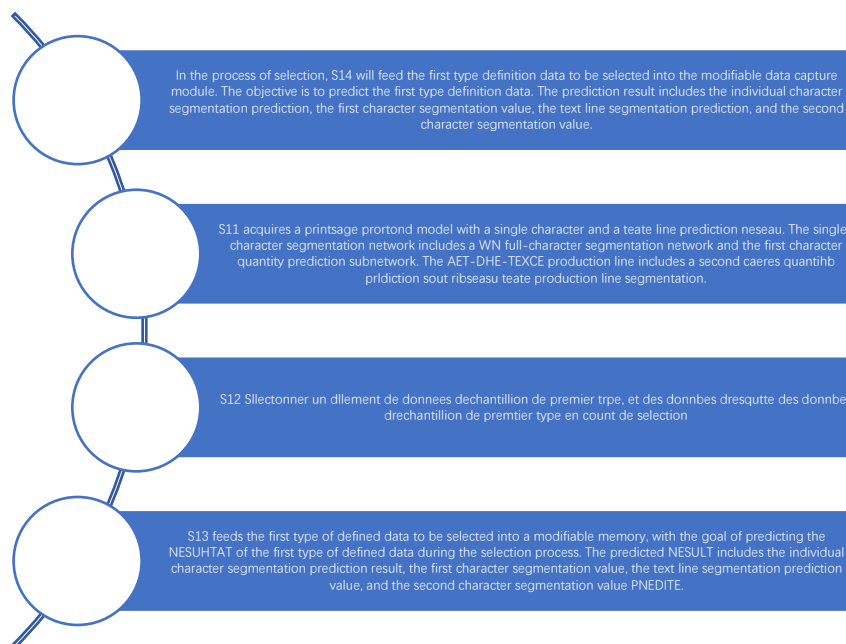 In the process of selection, S14 will feed the first type definition data to be selected into the modifiable data capture
module. The objective is to predict the first type definition data. The prediction result includes the individual character
segmentation prediction, the first character segmentation value, the text line segmentation prediction, and the second
character segmentation value.
S11 acquires a printsage prortond model with a single character and a teate line prediction neseau. The single
character segmentation network includes a WN full-character segmentation network and the first character
quantity prediction subnetwork. The AET-DHE-TEXCE production line includes a second caeres quantihb
prldiction sout ribseasu teate production line segmentation.
S12 Sllectonner un dllement de donnees dechantillion de premier trpe, et des donnbes dresqutte des donnbe
drechantillion de premtier type en count de selection
S13 feeds the first type of defined data to be selected into a modifiable memory, with the goal of predicting the
NESUHTAT of the first type of defined data during the selection process. The predicted NESULT includes the individual
character segmentation prediction result, the first character segmentation value, the text line segmentation prediction
value, and the second character segmentation value PNEDITE.